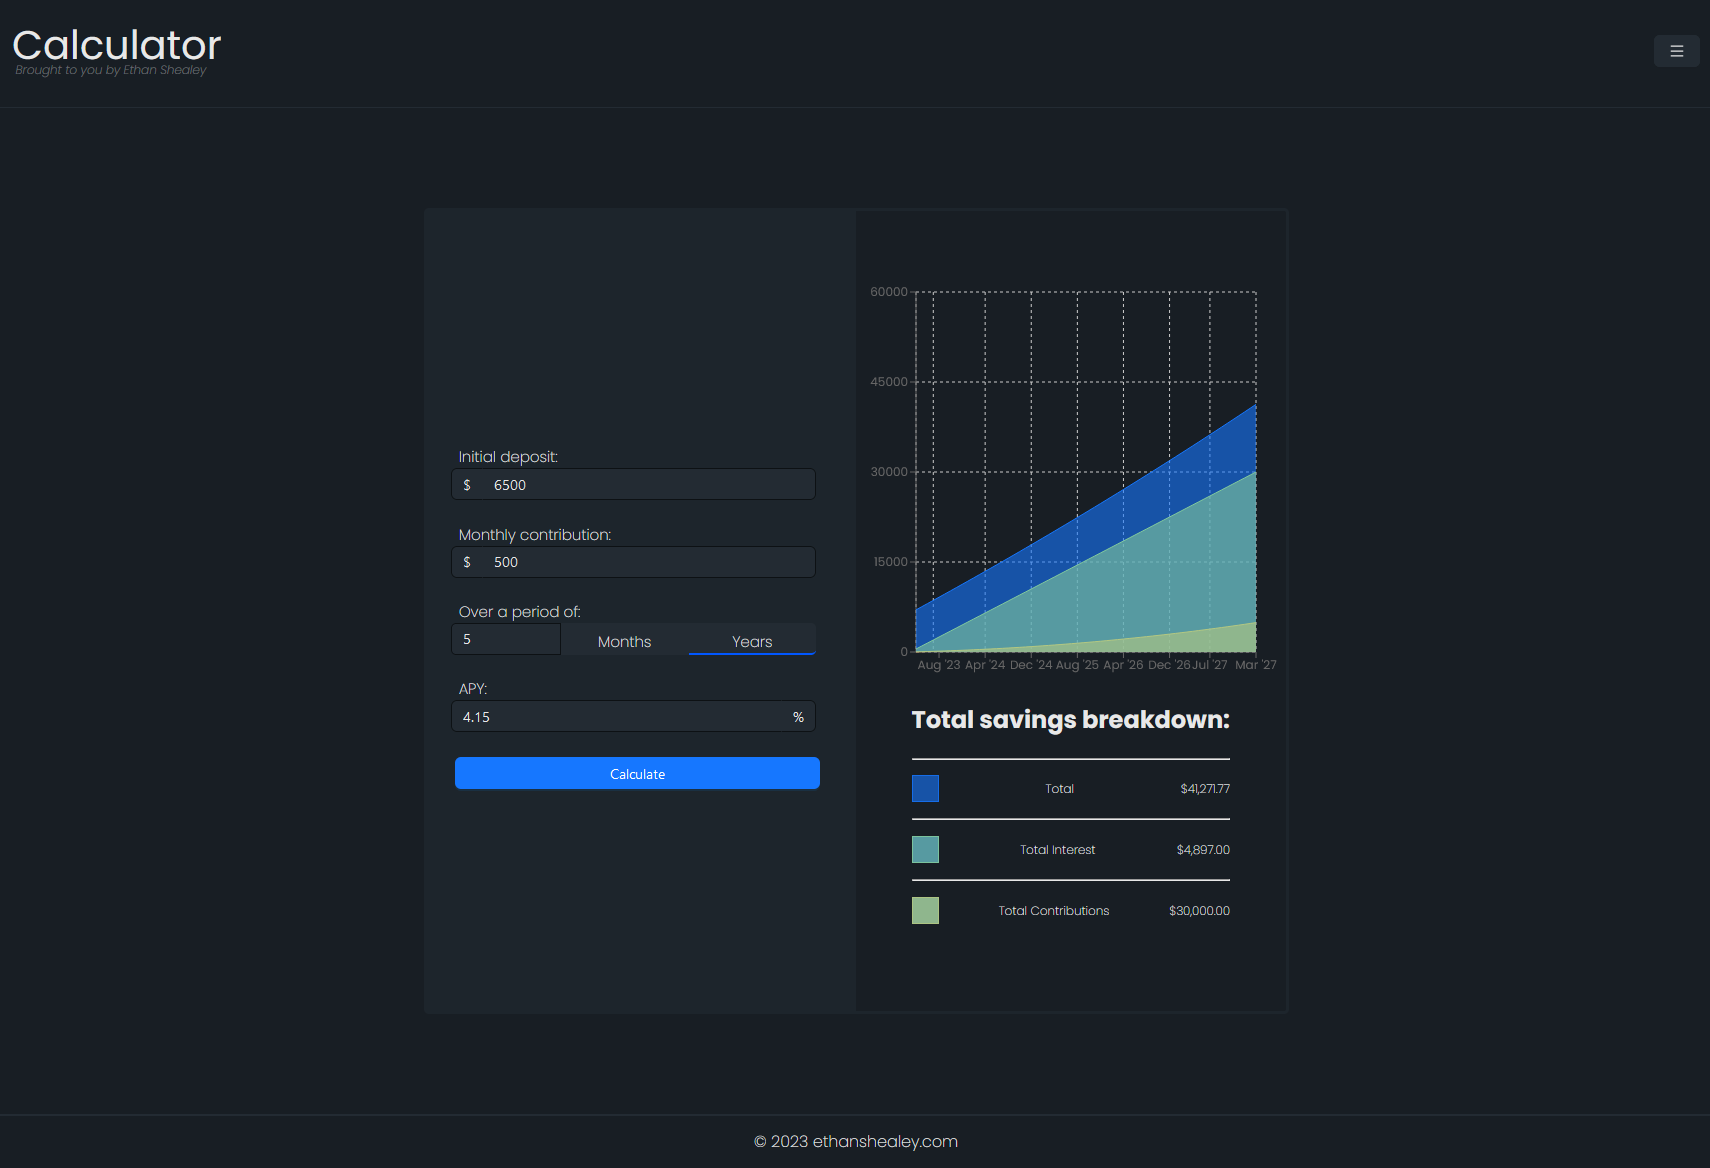 Calculator
Brought to you by Ethan Shealey
☰
Initial deposit:
$ 6500
Monthly contribution:
$ 500
Over a period of:
5 Months Years
APY:
4.15 %
Calculate
60000
45000
30000
15000
0
Aug '23 Apr '24 Dec '24 Aug '25 Apr '26 Dec '26 Jul '27 Mar '27
Total savings breakdown:
Total $41,271.77
Total Interest $4,897.00
Total Contributions $30,000.00
© 2023 ethanshealey.com